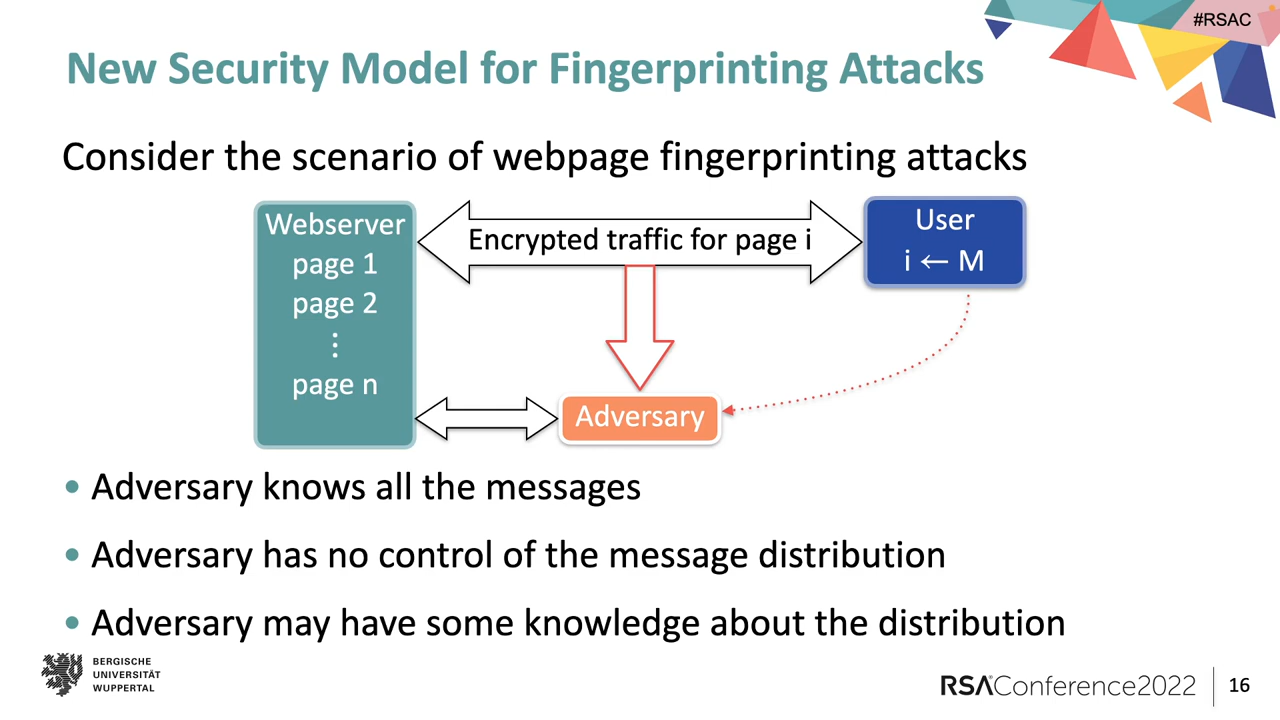 #RSAC
New Security Model for Fingerprinting Attacks
Consider the scenario of webpage fingerprinting attacks
Webserver
page 1
page 2
⋮
page n
Encrypted traffic for page i
User
i ← M
Adversary
• Adversary knows all the messages
• Adversary has no control of the message distribution
• Adversary may have some knowledge about the distribution
BERGISCHE
UNIVERSITÄT
WUPPERTAL
RSA Conference2022
16